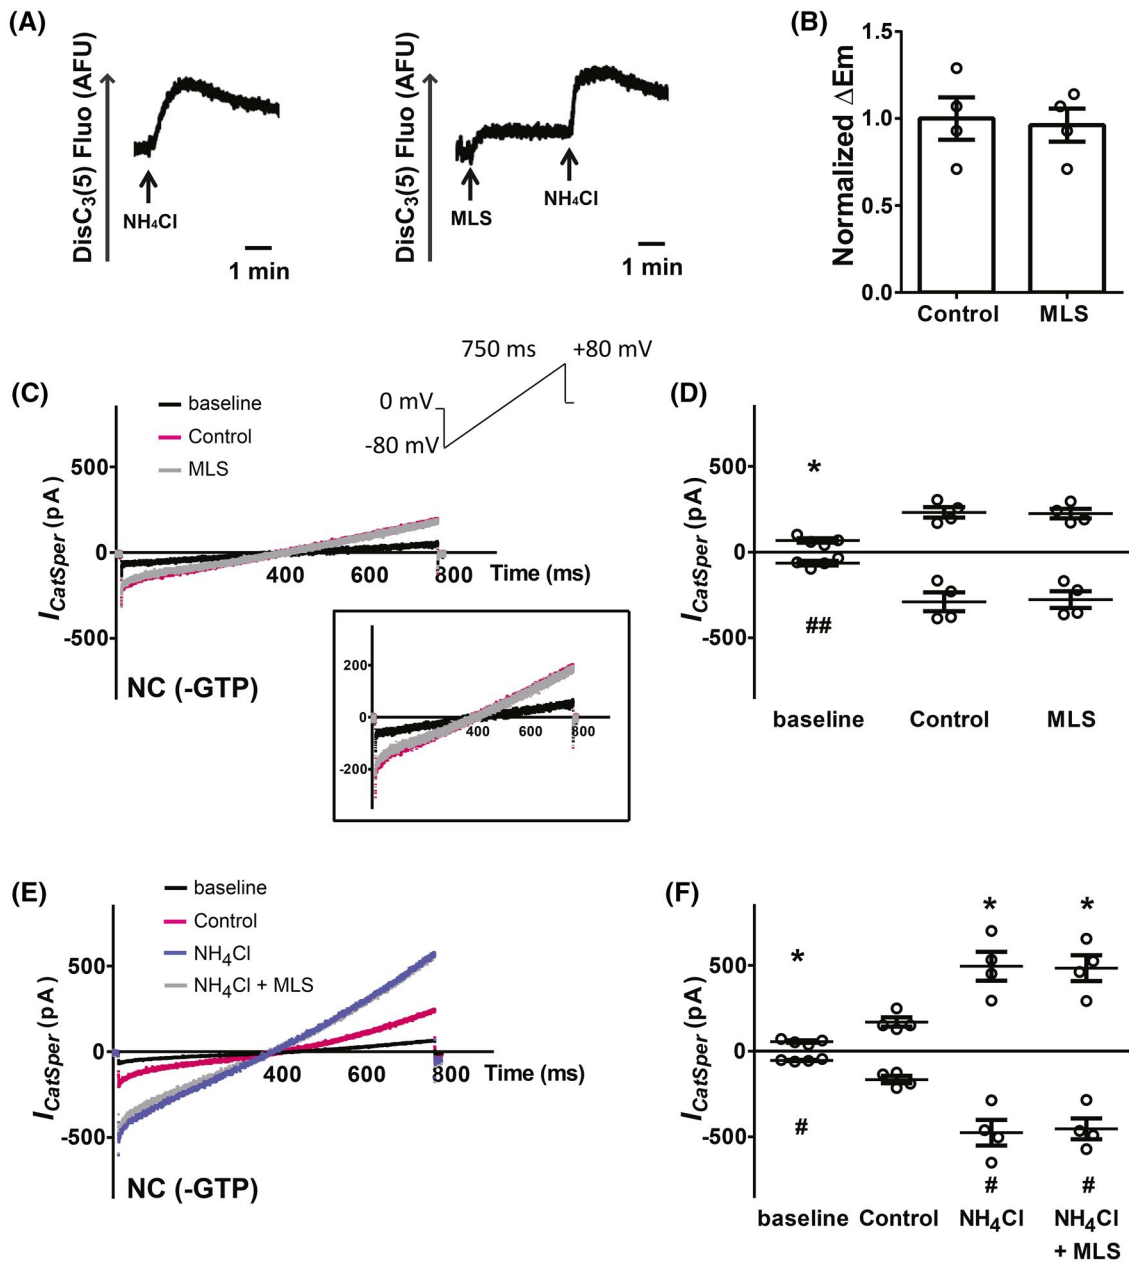 (A)
DisC3(5) Fluo (AFU)
NH4Cl
1 min
DisC3(5) Fluo (AFU)
MLS
NH4Cl
1 min
(B)
Normalized ΔEm
1.5
1.0
0.5
0.0
Control
MLS
(C)
baseline
Control
MLS
750 ms
+80 mV
0 mV
-80 mV
ICatSper (pA)
500
0
-500
400
600
800
Time (ms)
NC (-GTP)
200
0
-200
400
600
800
(D)
ICatSper (pA)
500
0
-500
*
##
baseline
Control
MLS
(E)
baseline
Control
NH4Cl
NH4Cl + MLS
ICatSper (pA)
500
0
-500
400
600
800
Time (ms)
NC (-GTP)
(F)
ICatSper (pA)
500
0
-500
*
*
*
#
#
#
baseline
Control
NH4Cl
NH4Cl
+ MLS